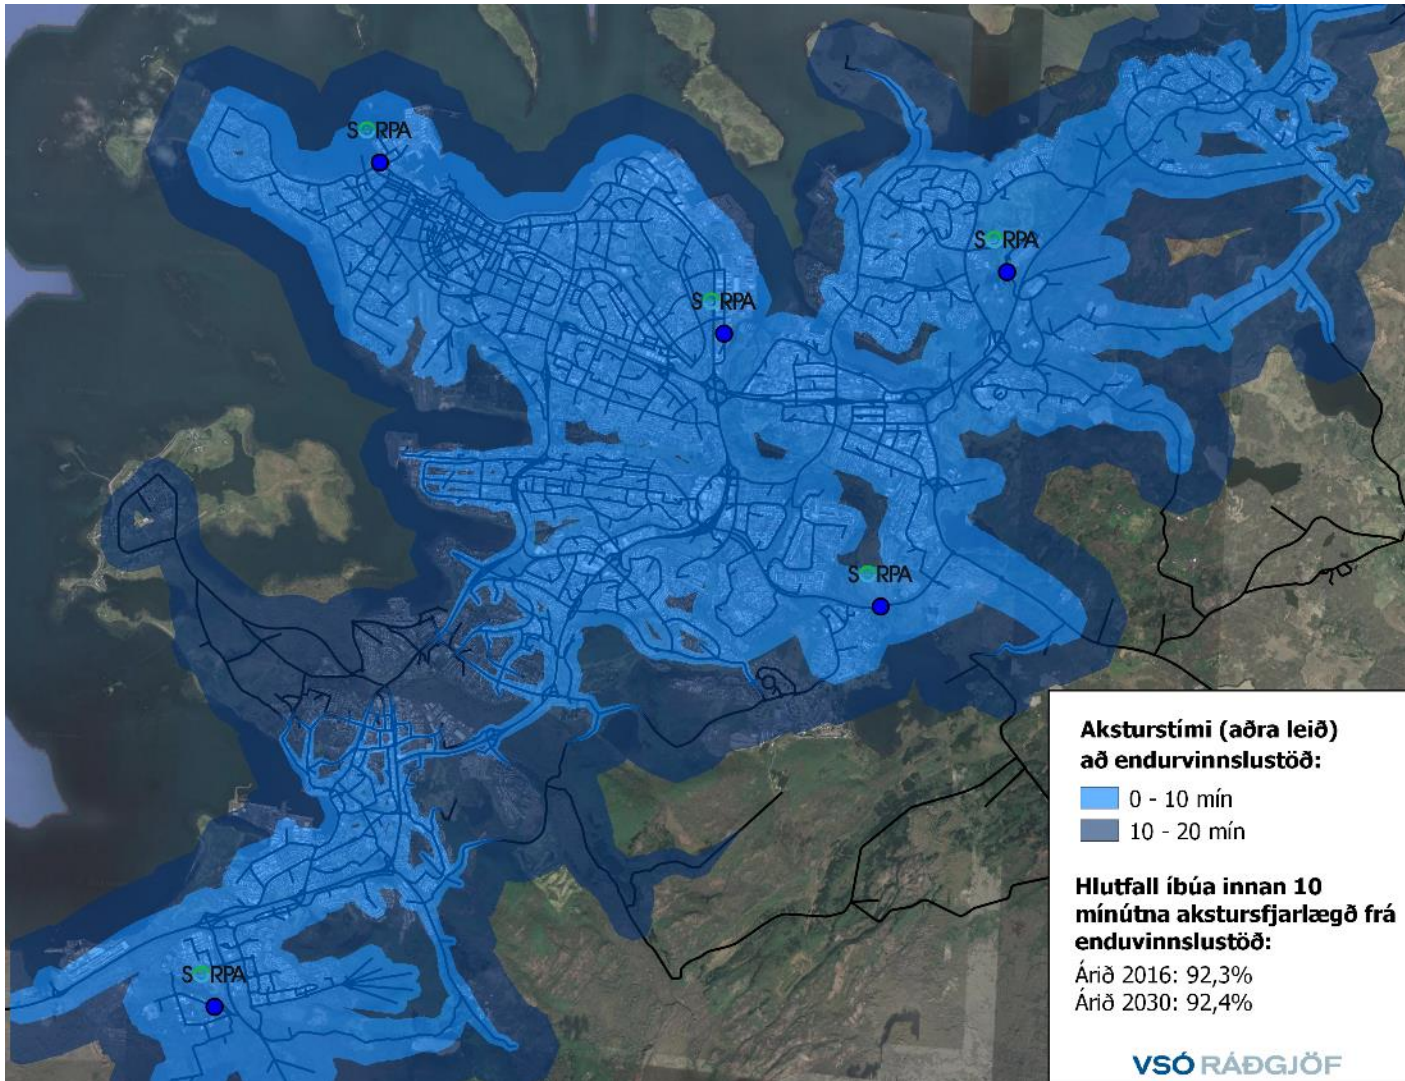 SORPA
SORPA
SORPA
SORPA
SORPA
Aksturstími (aðra leið)
að endurvinnslustöð:
0 - 10 mín
10 - 20 mín
Hlutfall íbúa innan 10
mínútna akstursfjarlægð frá
enduvinnslustöð:
Árið 2016: 92,3%
Árið 2030: 92,4%
VSÓ RÁÐGJÖF